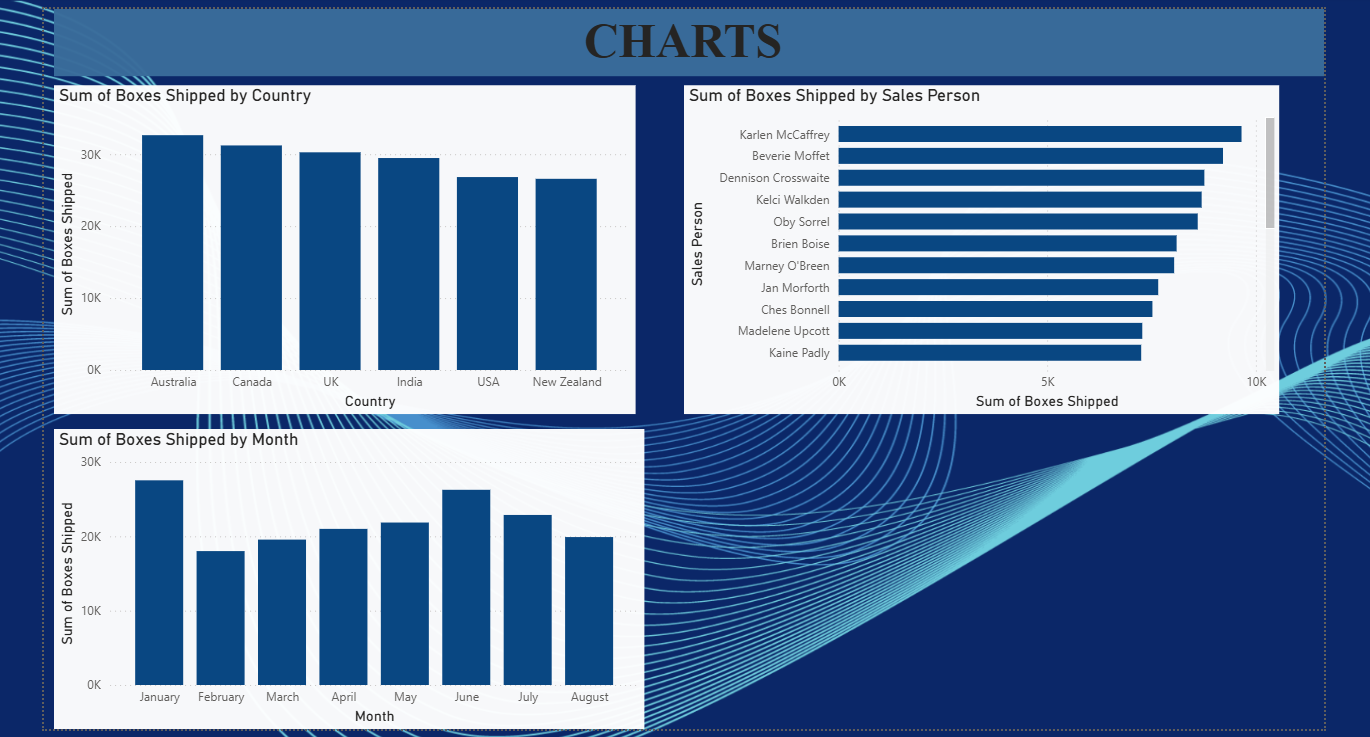 CHARTS
Sum of Boxes Shipped by Country
Sum of Boxes Shipped
30K
20K
10K
0K
Australia Canada UK India USA New Zealand
Country
Sum of Boxes Shipped by Sales Person
Sales Person
Karlen McCaffrey
Beverie Moffet
Dennison Crosswaite
Kelci Walkden
Oby Sorrel
Brien Boise
Marney O'Breen
Jan Morforth
Ches Bonnell
Madelene Upcott
Kaine Padly
0K 5K 10K
Sum of Boxes Shipped
Sum of Boxes Shipped by Month
Sum of Boxes Shipped
30K
20K
10K
0K
January February March April May June July August
Month